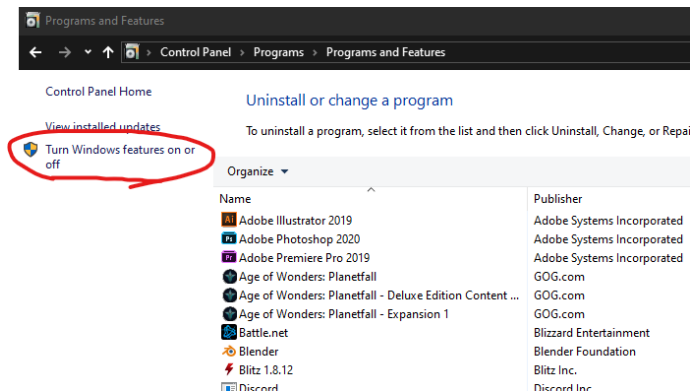 Programs and Features
Control Panel > Programs > Programs and Features
Control Panel Home
View installed updates
Turn Windows features on or
off
Uninstall or change a program
To uninstall a program, select it from the list and then click Uninstall, Change, or Repai
Organize
Name Publisher
Adobe Illustrator 2019 Adobe Systems Incorporated
Adobe Photoshop 2020 Adobe Systems Incorporated
Adobe Premiere Pro 2019 Adobe Systems Incorporated
Age of Wonders: Planetfall GOG.com
Age of Wonders: Planetfall - Deluxe Edition Content ... GOG.com
Age of Wonders: Planetfall - Expansion 1 GOG.com
Battle.net Blizzard Entertainment
Blender Blender Foundation
Blitz 1.8.12 Blitz Inc.
Discord Discord Inc.